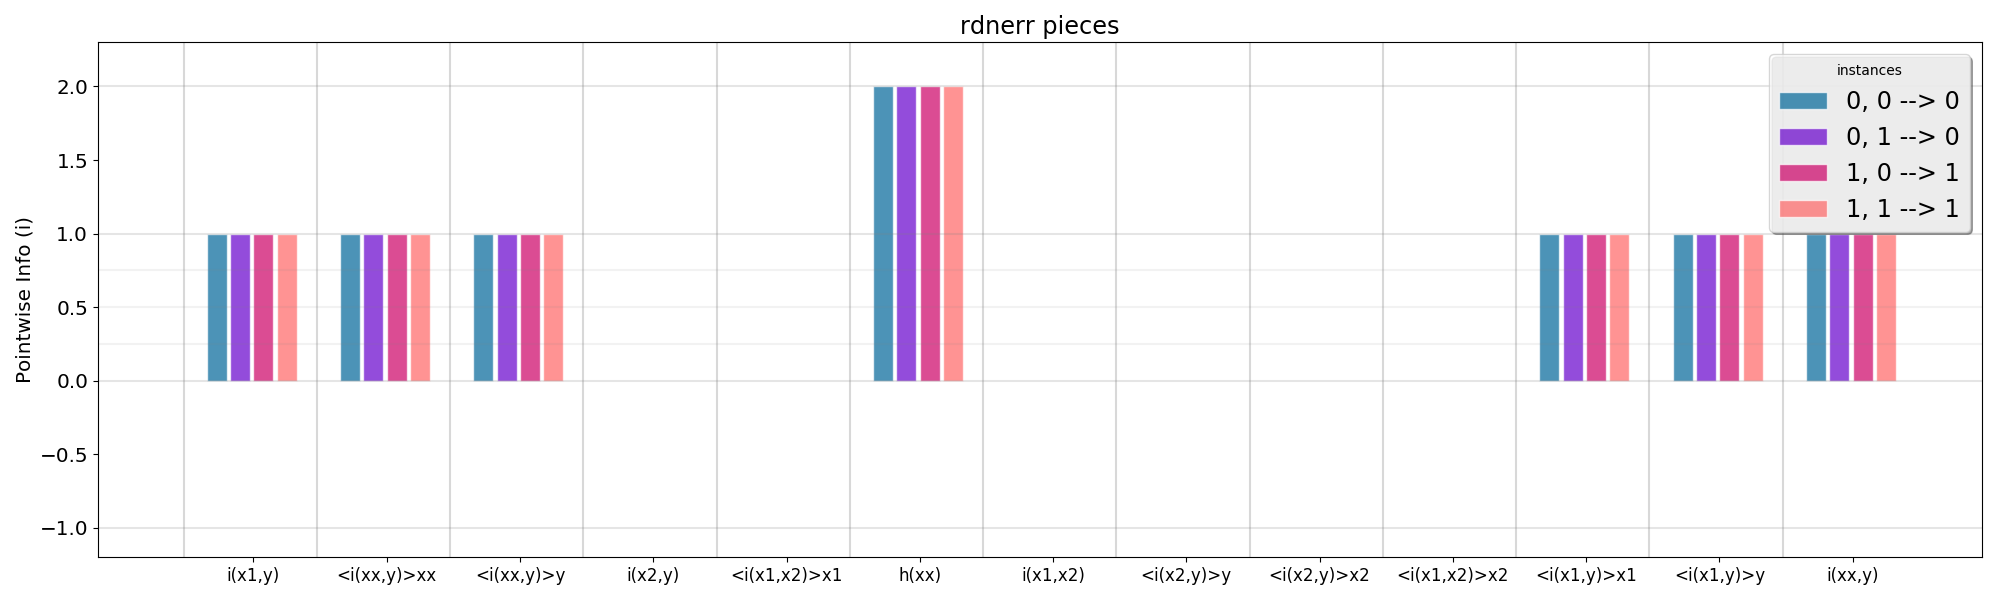 rdnerr pieces
Pointwise Info (i)
2.0
1.5
1.0
0.5
0.0
−0.5
−1.0
instances
0, 0 --> 0
0, 1 --> 0
1, 0 --> 1
1, 1 --> 1
i(x1,y) <i(xx,y)>xx <i(xx,y)>y i(x2,y) <i(x1,x2)>x1 h(xx) i(x1,x2) <i(x2,y)>y <i(x2,y)>x2 <i(x1,x2)>x2 <i(x1,y)>x1 <i(x1,y)>y i(xx,y)